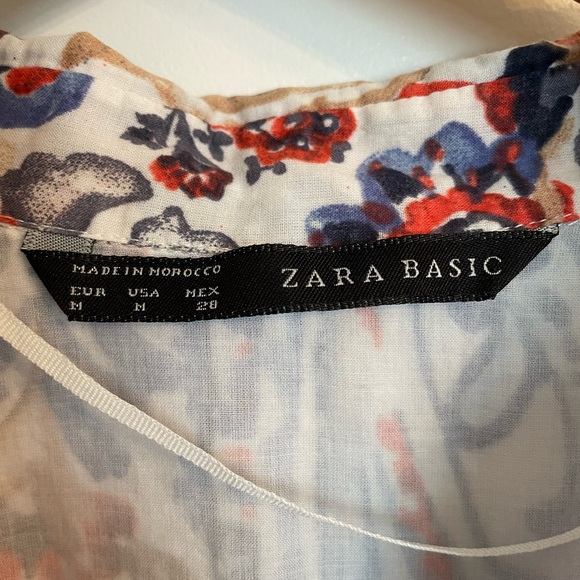 MADE IN MOROCCO
EUR USA MEX
M M 28
ZARA BASIC